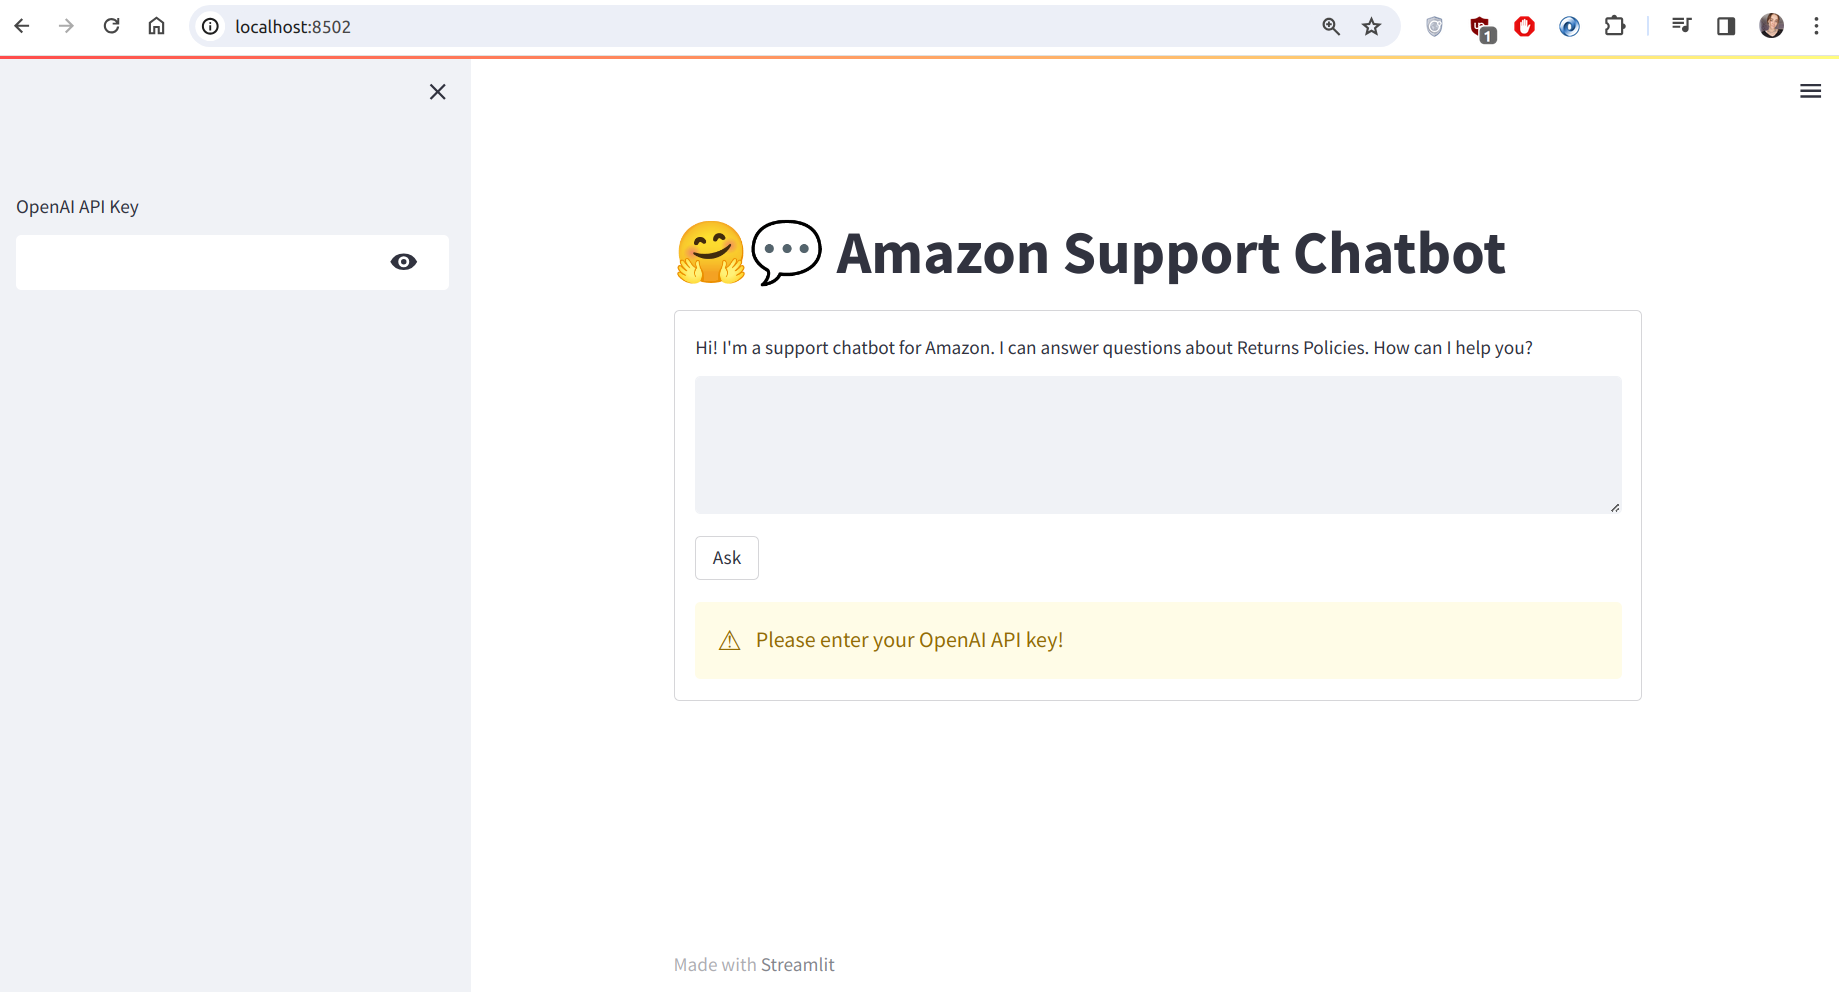 localhost:8502
1
OpenAI API Key
🤗💬 Amazon Support Chatbot
Hi! I'm a support chatbot for Amazon. I can answer questions about Returns Policies. How can I help you?
Ask
⚠ Please enter your OpenAI API key!
Made with Streamlit